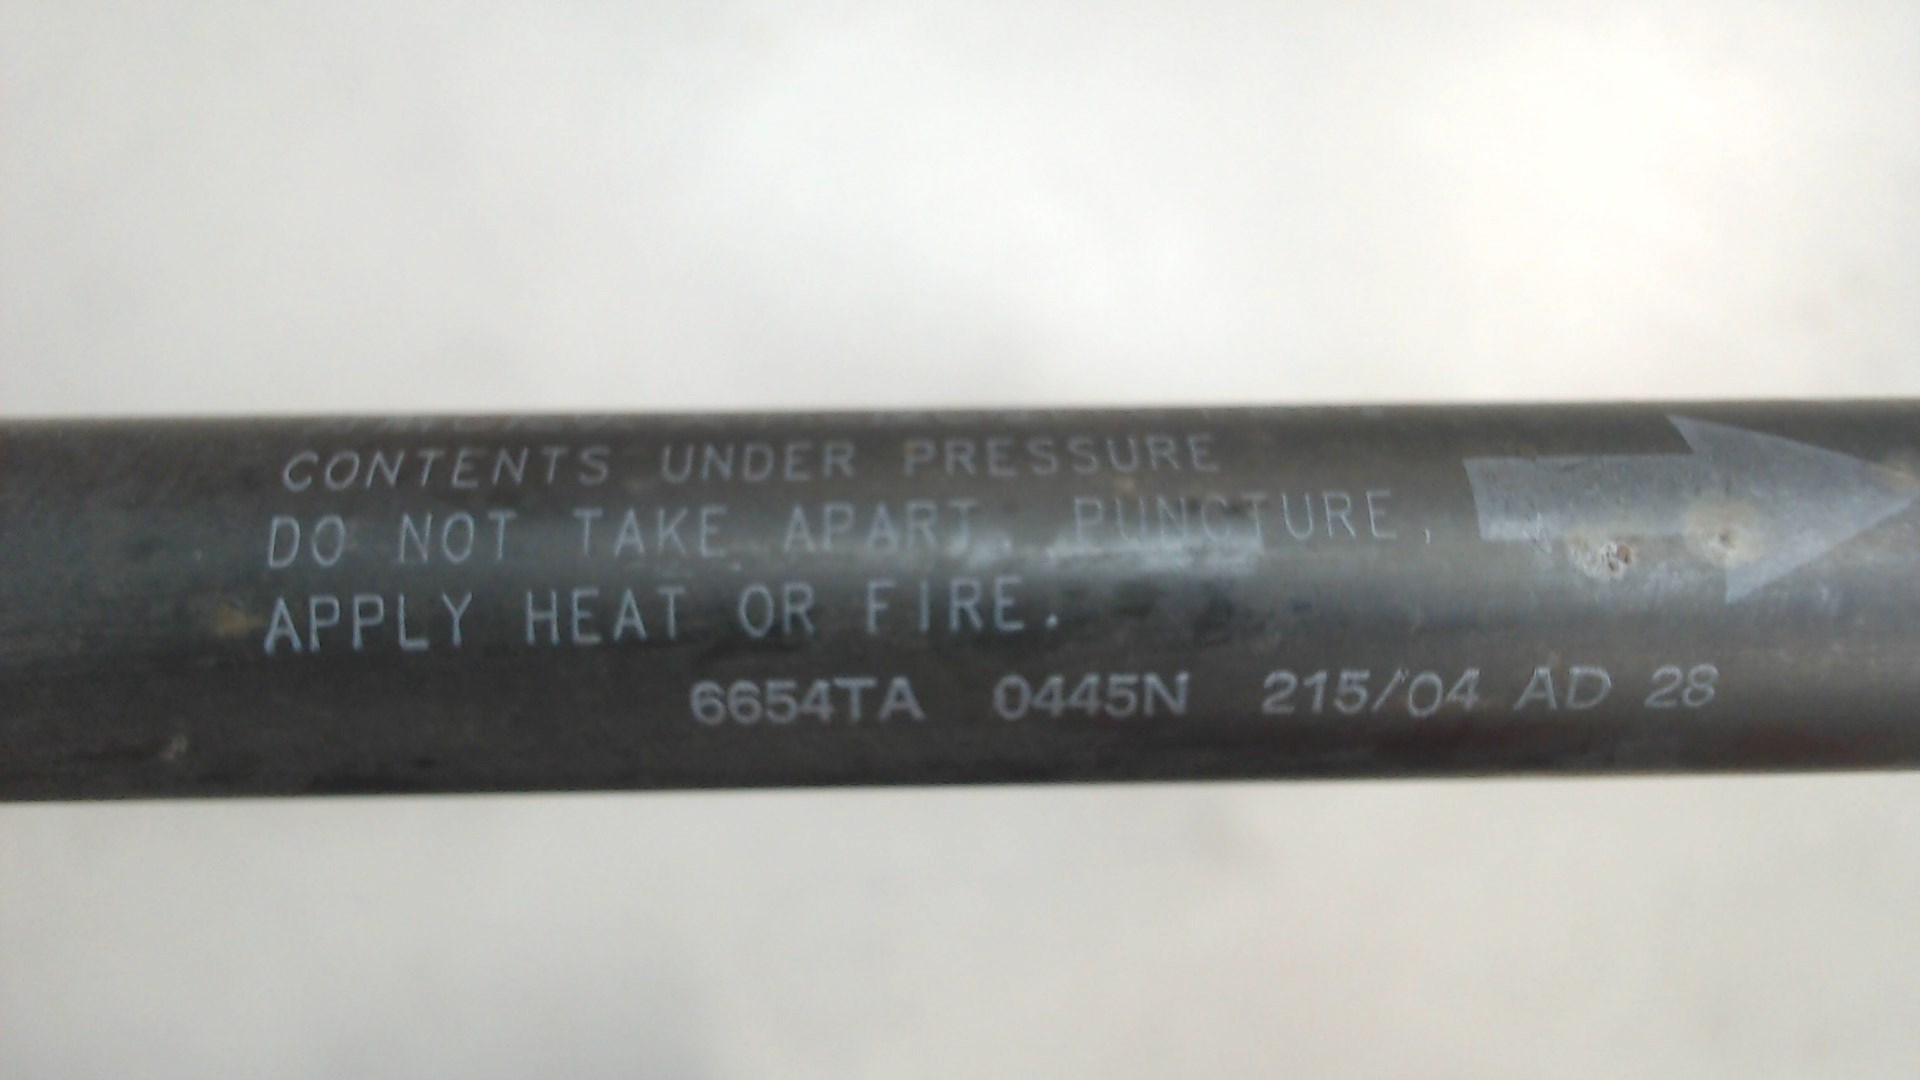 CONTENTS UNDER PRESSURE
DO NOT TAKE APART, PUNCTURE,
APPLY HEAT OR FIRE.
6654TA 0445N 215/04 AD 28